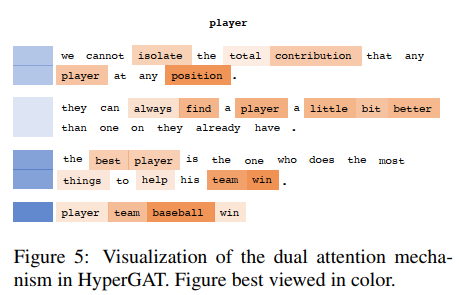 player
we cannot isolate the total contribution that any
player at any position .
they can always find a player a little bit better
than one on they already have .
the best player is the one who does the most
things to help his team win .
player team baseball win
Figure 5: Visualization of the dual attention mecha-
nism in HyperGAT. Figure best viewed in color.